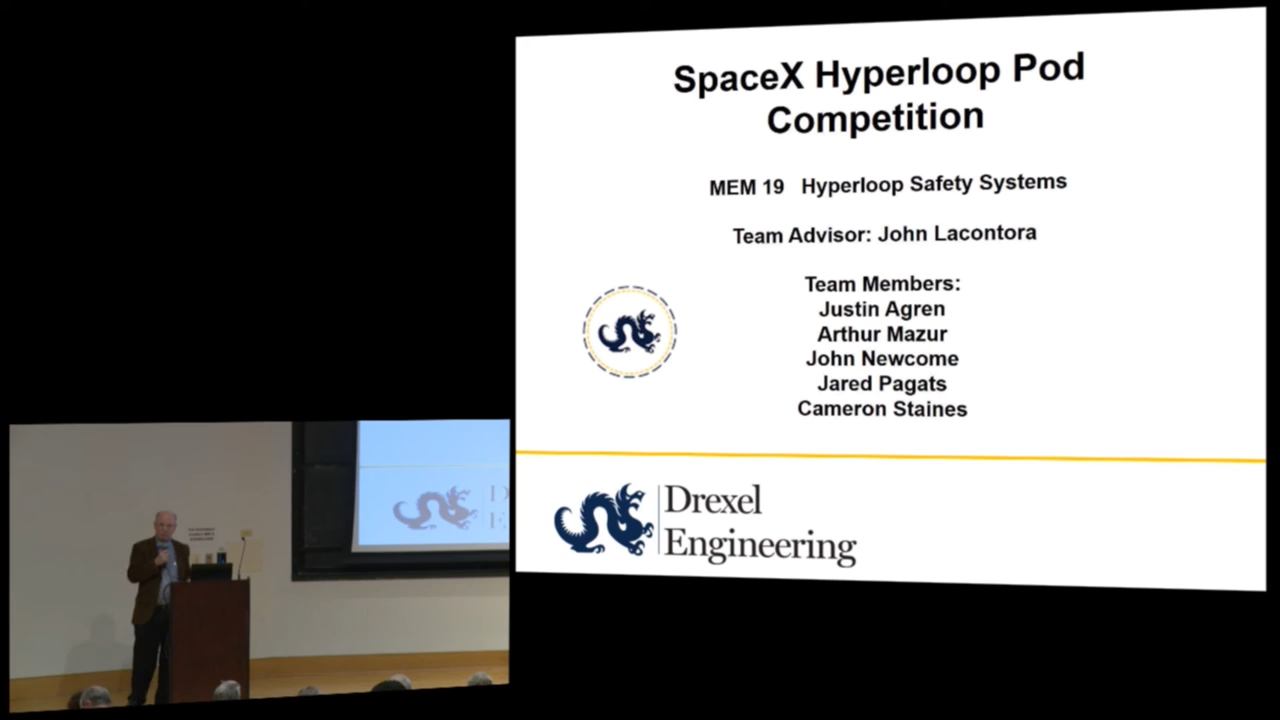 SpaceX Hyperloop Pod
Competition
MEM 19 Hyperloop Safety Systems
Team Advisor: John Lacontora
Team Members:
Justin Agren
Arthur Mazur
John Newcome
Jared Pagats
Cameron Staines
Drexel
Engineering